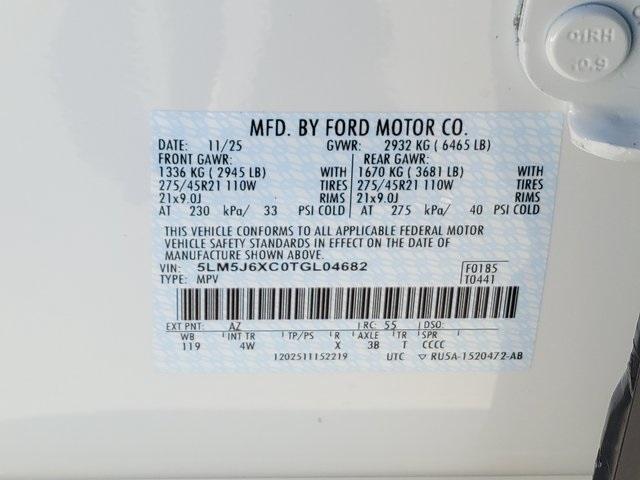 CIRH
10.9
MFD. BY FORD MOTOR CO.
DATE: 11/25 GVWR: 2932 KG ( 6465 LB)
FRONT GAWR: REAR GAWR:
1336 KG ( 2945 LB) WITH 1670 KG ( 3681 LB) WITH
275/45R21 110W TIRES 275/45R21 110W TIRES
21x9.0J RIMS 21x9.0J RIMS
AT 230 kPa/ 33 PSI COLD AT 275 kPa/ 40 PSI COLD
THIS VEHICLE CONFORMS TO ALL APPLICABLE FEDERAL MOTOR
VEHICLE SAFETY STANDARDS IN EFFECT ON THE DATE OF
MANUFACTURE SHOWN ABOVE.
VIN: 5LM5J6XC0TGL04682 F0185
TYPE: MPV T0441
EXT PNT: AZ RC: 55 DSO:
WB INT TR TP/PS R AXLE TR SPR
119 4W X 3B T CCCC
1202511152219 UTC ▽ RU5A-1520472-AB